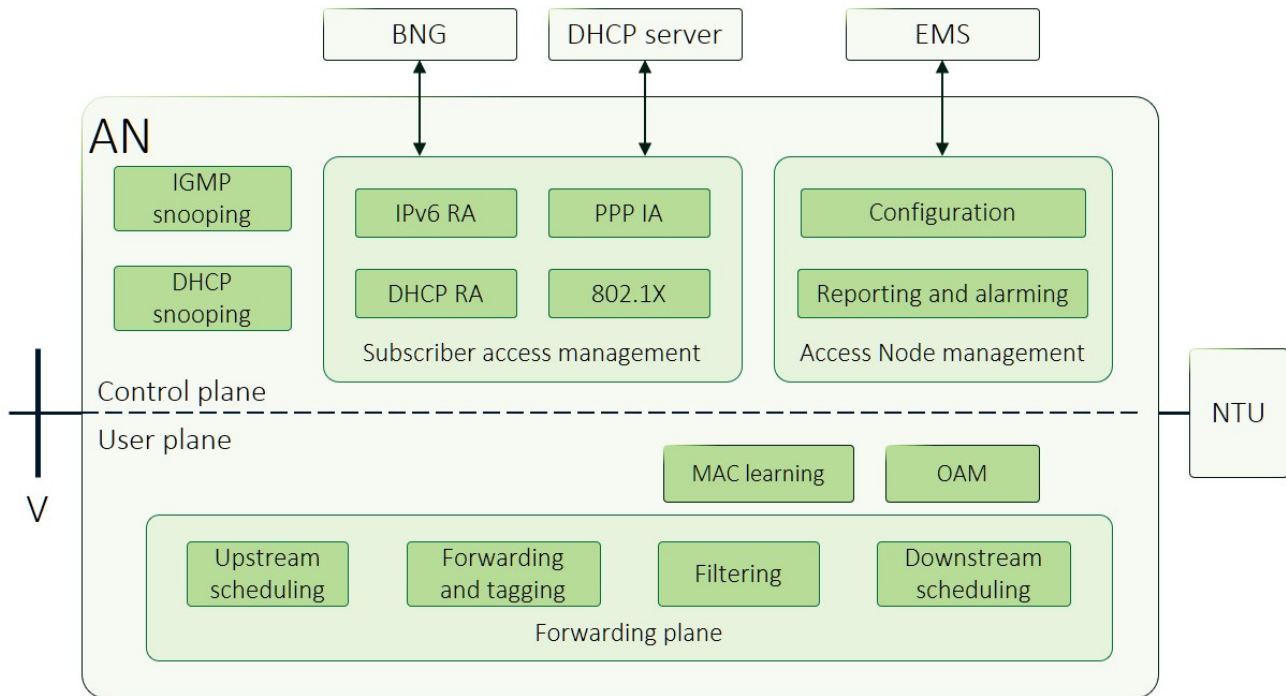 BNG
DHCP server
EMS
AN
IGMP
snooping
DHCP
snooping
IPv6 RA
PPP IA
DHCP RA
802.1X
Subscriber access management
Configuration
Reporting and alarming
Access Node management
Control plane
User plane
V
NTU
MAC learning
OAM
Upstream
scheduling
Forwarding
and tagging
Filtering
Downstream
scheduling
Forwarding plane